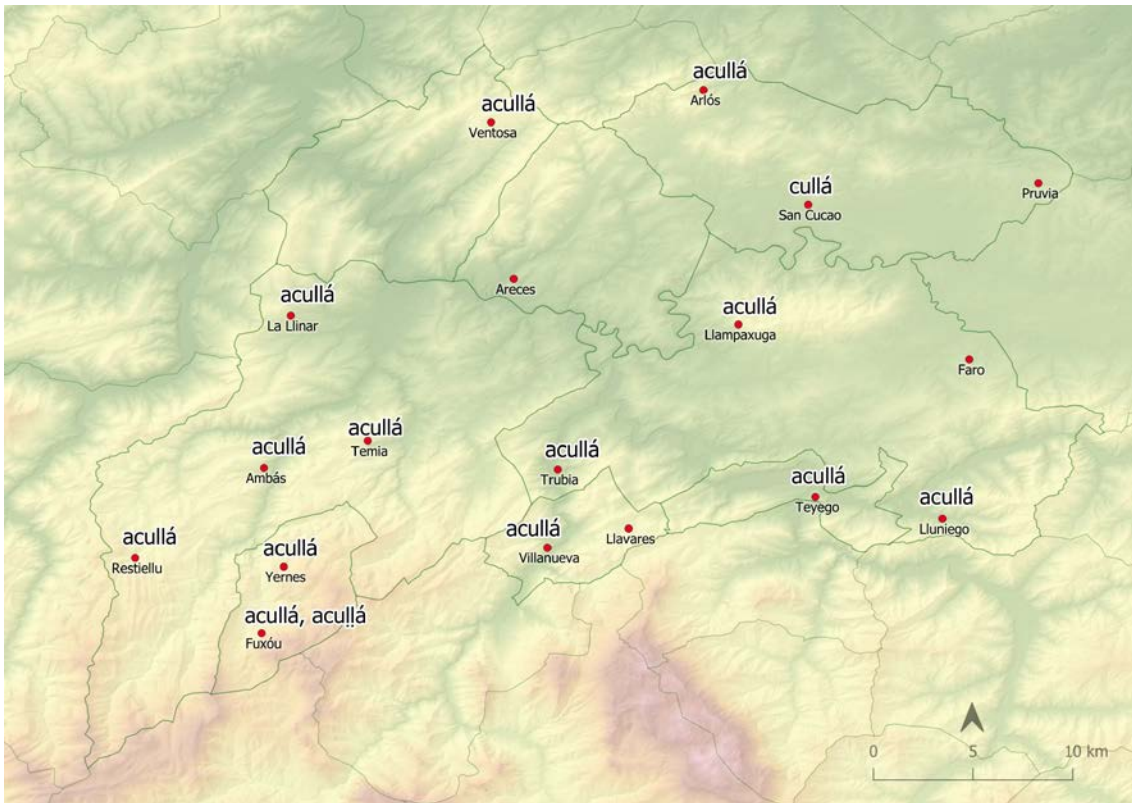 acullá
Arlós
acullá
Ventosa
cullá
San Cucao
Pruvia
Areces
acullá
La Llinar
acullá
Llampaxuga
Faro
acullá
Temia
acullá
Ambás
acullá
Trubia
acullá
Teyego
acullá
Lluniego
acullá
Villanueva
Llavares
acullá
Restiellu
acullá
Yernes
acullá, acuḷḷá
Fuxóu
0 5 10 km